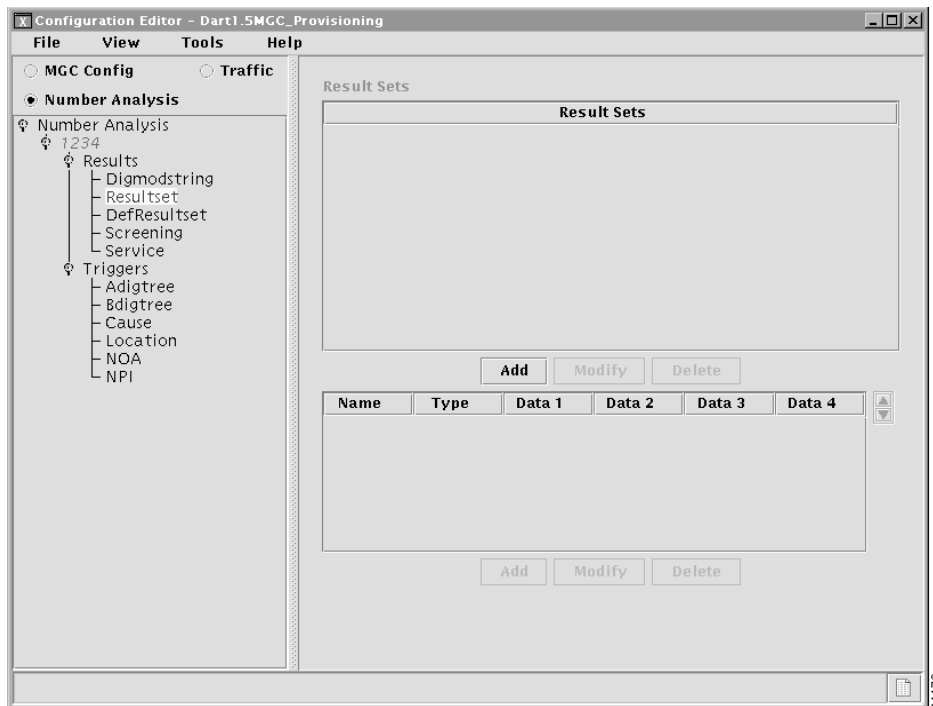 Configuration Editor - Dart1.5MGC_Provisioning
File View Tools Help
MGC Config Traffic
Number Analysis
Number Analysis
1234
Results
Digmodstring
Resultset
DefResultset
Screening
Service
Triggers
Adigtree
Bdigtree
Cause
Location
NOA
NPI
Result Sets
Result Sets
Add Modify Delete
Name Type Data 1 Data 2 Data 3 Data 4
Add Modify Delete